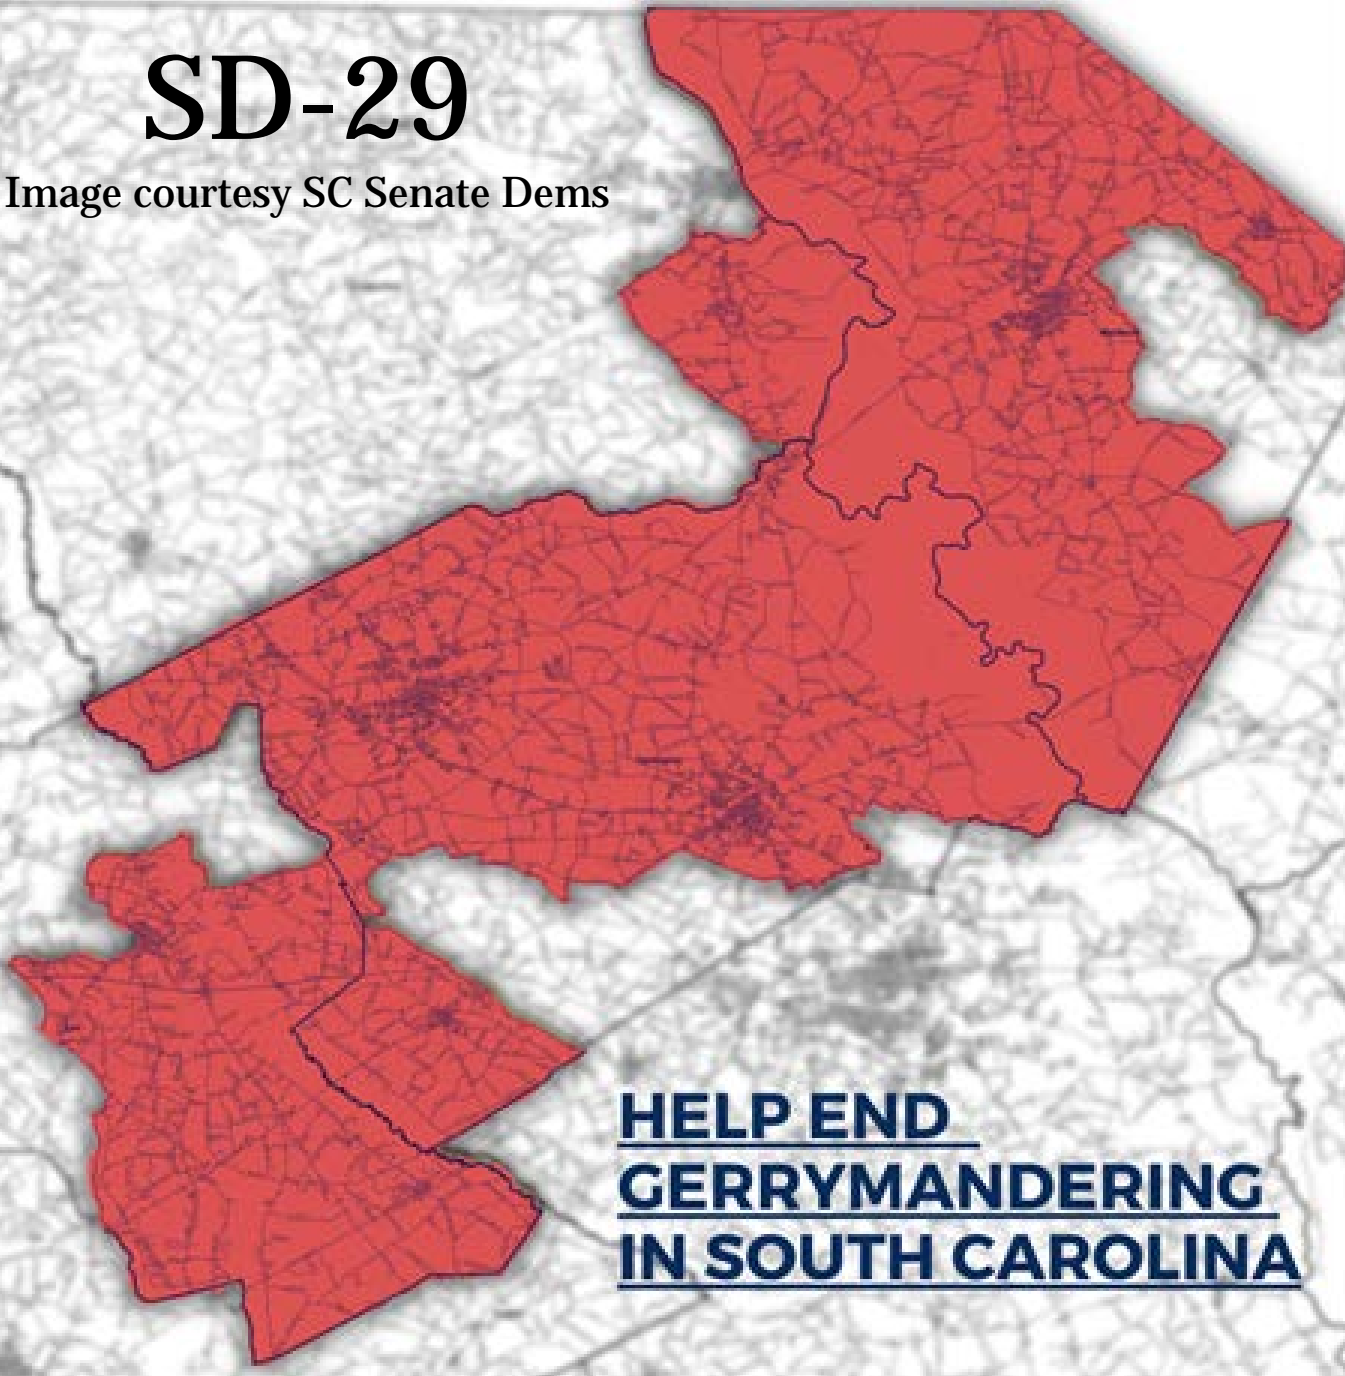 SD-29
Image courtesy SC Senate Dems
HELP END
GERRYMANDERING
IN SOUTH CAROLINA